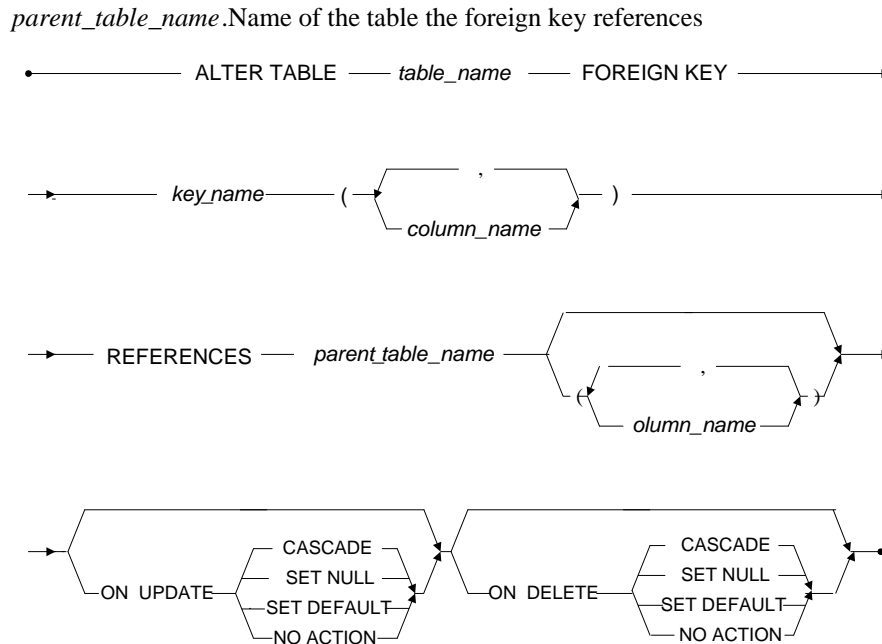 parent_table_name.Name of the table the foreign key references
ALTER TABLE table_name FOREIGN KEY
key_name ( , column_name )
REFERENCES parent_table_name ( , olumn_name )
ON UPDATE CASCADE SET NULL SET DEFAULT NO ACTION ON DELETE CASCADE SET NULL SET DEFAULT NO ACTION